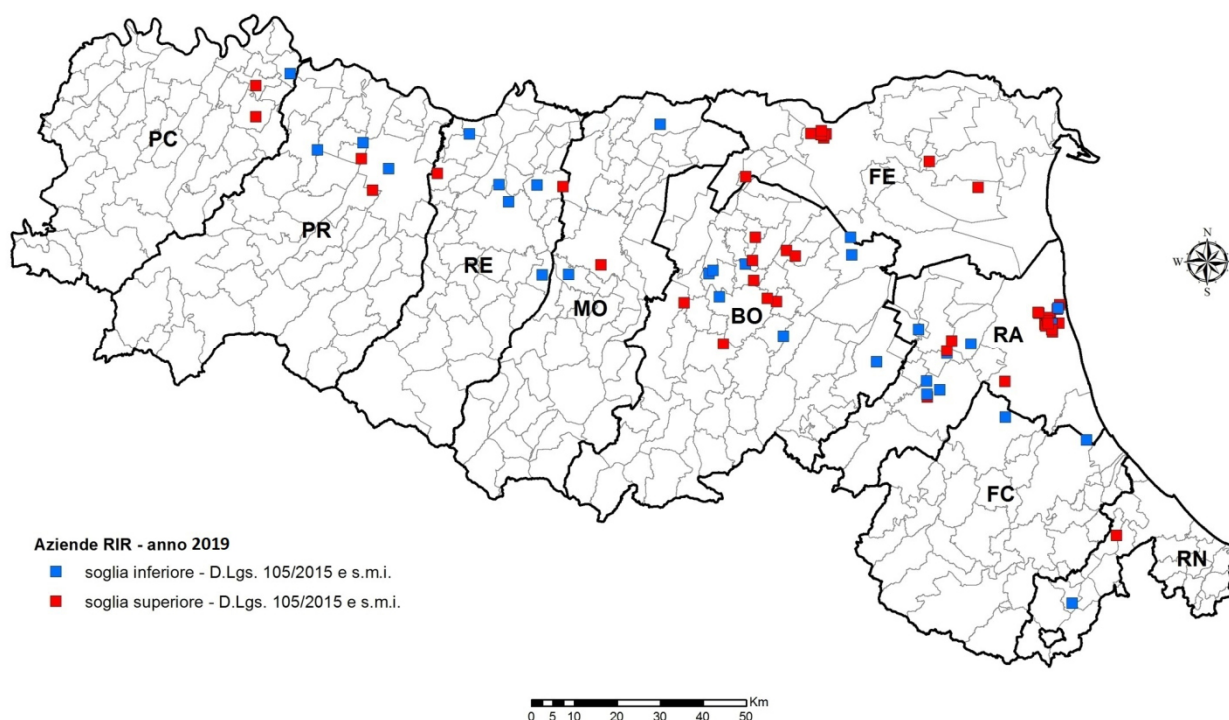 PC
PR
RE
MO
BO
FE
RA
FC
RN
N
W
S
Aziende RIR - anno 2019
soglia inferiore - D.Lgs. 105/2015 e s.m.i.
soglia superiore - D.Lgs. 105/2015 e s.m.i.
Km
0 5 10 20 30 40 50